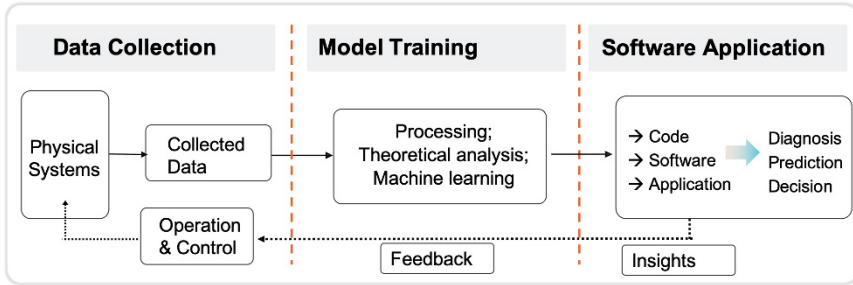 Data Collection
Model Training
Software Application
Physical
Systems
Collected
Data
Processing;
Theoretical analysis;
Machine learning
→ Code
→ Software
→ Application
Diagnosis
Prediction
Decision
Operation
& Control
Feedback
Insights